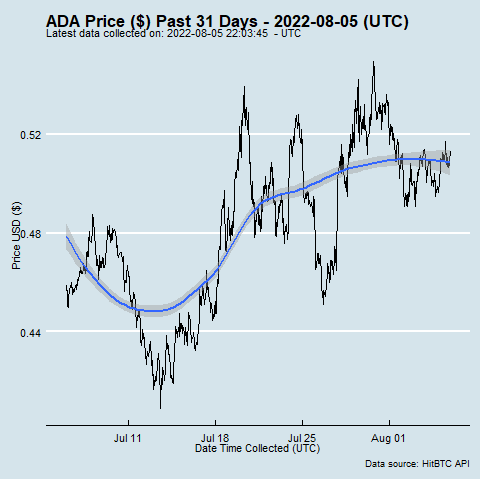 ADA Price ($) Past 31 Days - 2022-08-05 (UTC)
Latest data collected on: 2022-08-05 22:03:45 - UTC
0.52
0.48
0.44
Price USD ($)
Jul 11 Jul 18 Jul 25 Aug 01
Date Time Collected (UTC)
Data source: HitBTC API